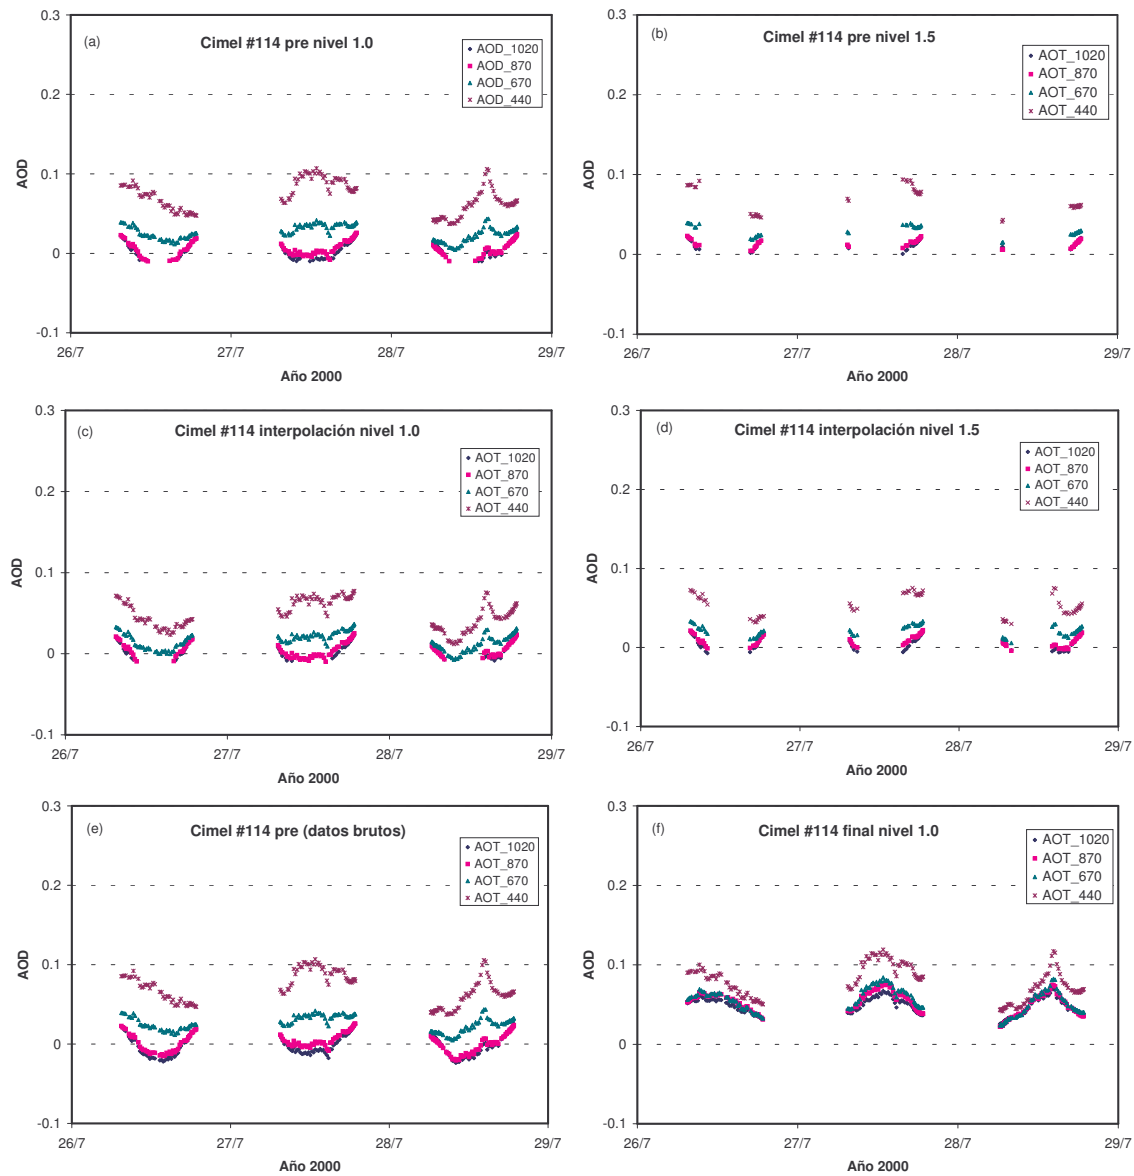 (a)
Cimel #114 pre nivel 1.0
AOD_1020
AOD_870
AOD_670
AOD_440
0.3
0.2
0.1
0
-0.1
AOD
26/7
27/7
28/7
29/7
Año 2000
(b)
Cimel #114 pre nivel 1.5
AOT_1020
AOT_870
AOT_670
AOT_440
0.3
0.2
0.1
0
-0.1
AOD
26/7
27/7
28/7
29/7
Año 2000
(c)
Cimel #114 interpolación nivel 1.0
AOT_1020
AOT_870
AOT_670
AOT_440
0.3
0.2
0.1
0
-0.1
AOD
26/7
27/7
28/7
29/7
Año 2000
(d)
Cimel #114 interpolación nivel 1.5
AOT_1020
AOT_870
AOT_670
AOT_440
0.3
0.2
0.1
0
-0.1
AOD
26/7
27/7
28/7
29/7
Año 2000
(e)
Cimel #114 pre (datos brutos)
AOT_1020
AOT_870
AOT_670
AOT_440
0.3
0.2
0.1
0
-0.1
AOD
26/7
27/7
28/7
29/7
Año 2000
(f)
Cimel #114 final nivel 1.0
AOT_1020
AOT_870
AOT_670
AOT_440
0.3
0.2
0.1
0
-0.1
AOD
26/7
27/7
28/7
29/7
Año 2000